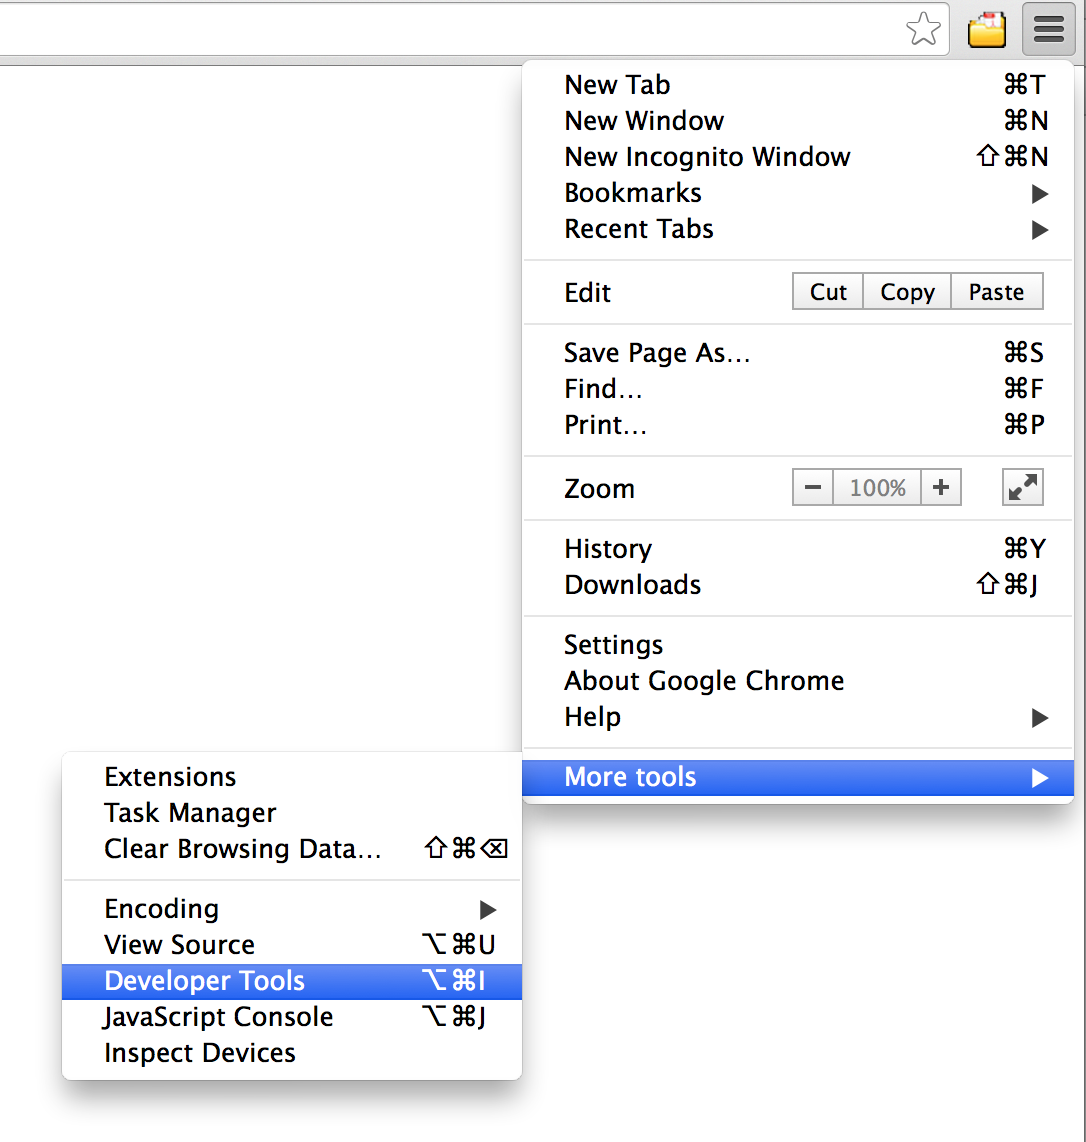 New Tab ⌘T
New Window ⌘N
New Incognito Window ⇧⌘N
Bookmarks ▶
Recent Tabs ▶
Edit Cut Copy Paste
Save Page As... ⌘S
Find... ⌘F
Print... ⌘P
Zoom − 100% +
History ⌘Y
Downloads ⇧⌘J
Settings
About Google Chrome
Help ▶
More tools ▶
Extensions
Task Manager
Clear Browsing Data... ⇧⌘⌫
Encoding ▶
View Source ⌥⌘U
Developer Tools ⌥⌘I
JavaScript Console ⌥⌘J
Inspect Devices